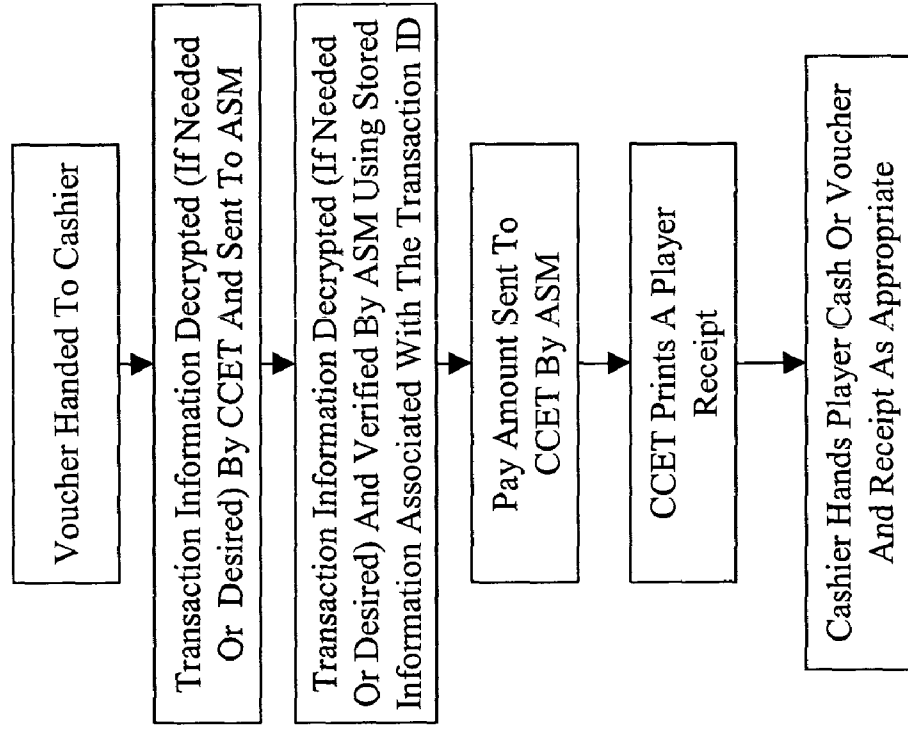 Voucher Handed To Cashier
Transaction Information Decrypted (If Needed
Or Desired) By CCET And Sent To ASM
Transaction Information Decrypted (If Needed
Or Desired) And Verified By ASM Using Stored
Information Associated With The Transaction ID
Pay Amount Sent To
CCET By ASM
CCET Prints A Player
Receipt
Cashier Hands Player Cash Or Voucher
And Receipt As Appropriate